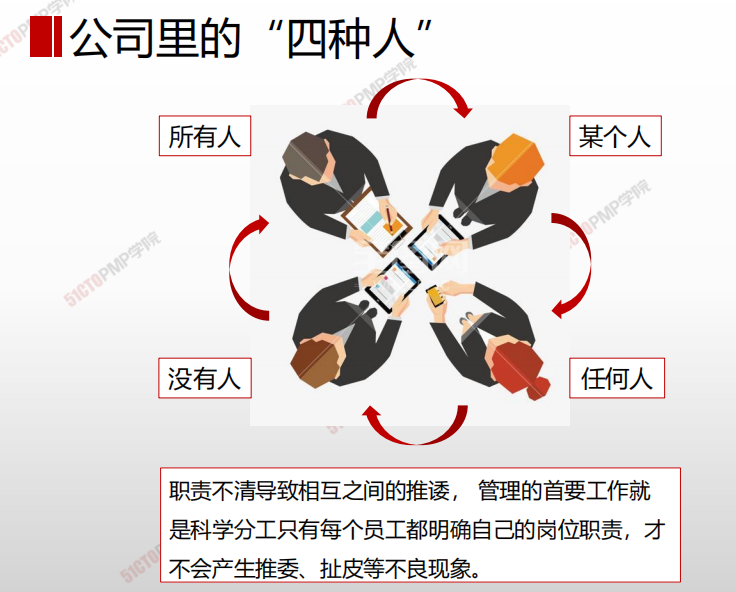 公司里的“四种人”
所有人
某个人
没有人
任何人
职责不清导致相互之间的推诿， 管理的首要工作就
是科学分工只有每个员工都明确自己的岗位职责，才
不会产生推委、扯皮等不良现象。
51CTOPMP学院